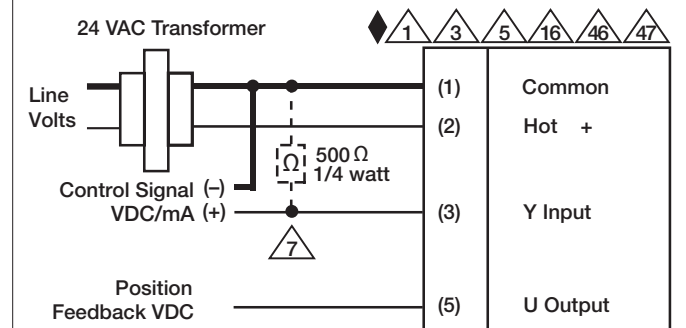 24 VAC Transformer
1 3 5 16 46 47
Line
Volts
(1) Common
(2) Hot +
Ω 500 Ω
1/4 watt
Control Signal (–)
VDC/mA (+)
(3) Y Input
7
Position
Feedback VDC
(5) U Output